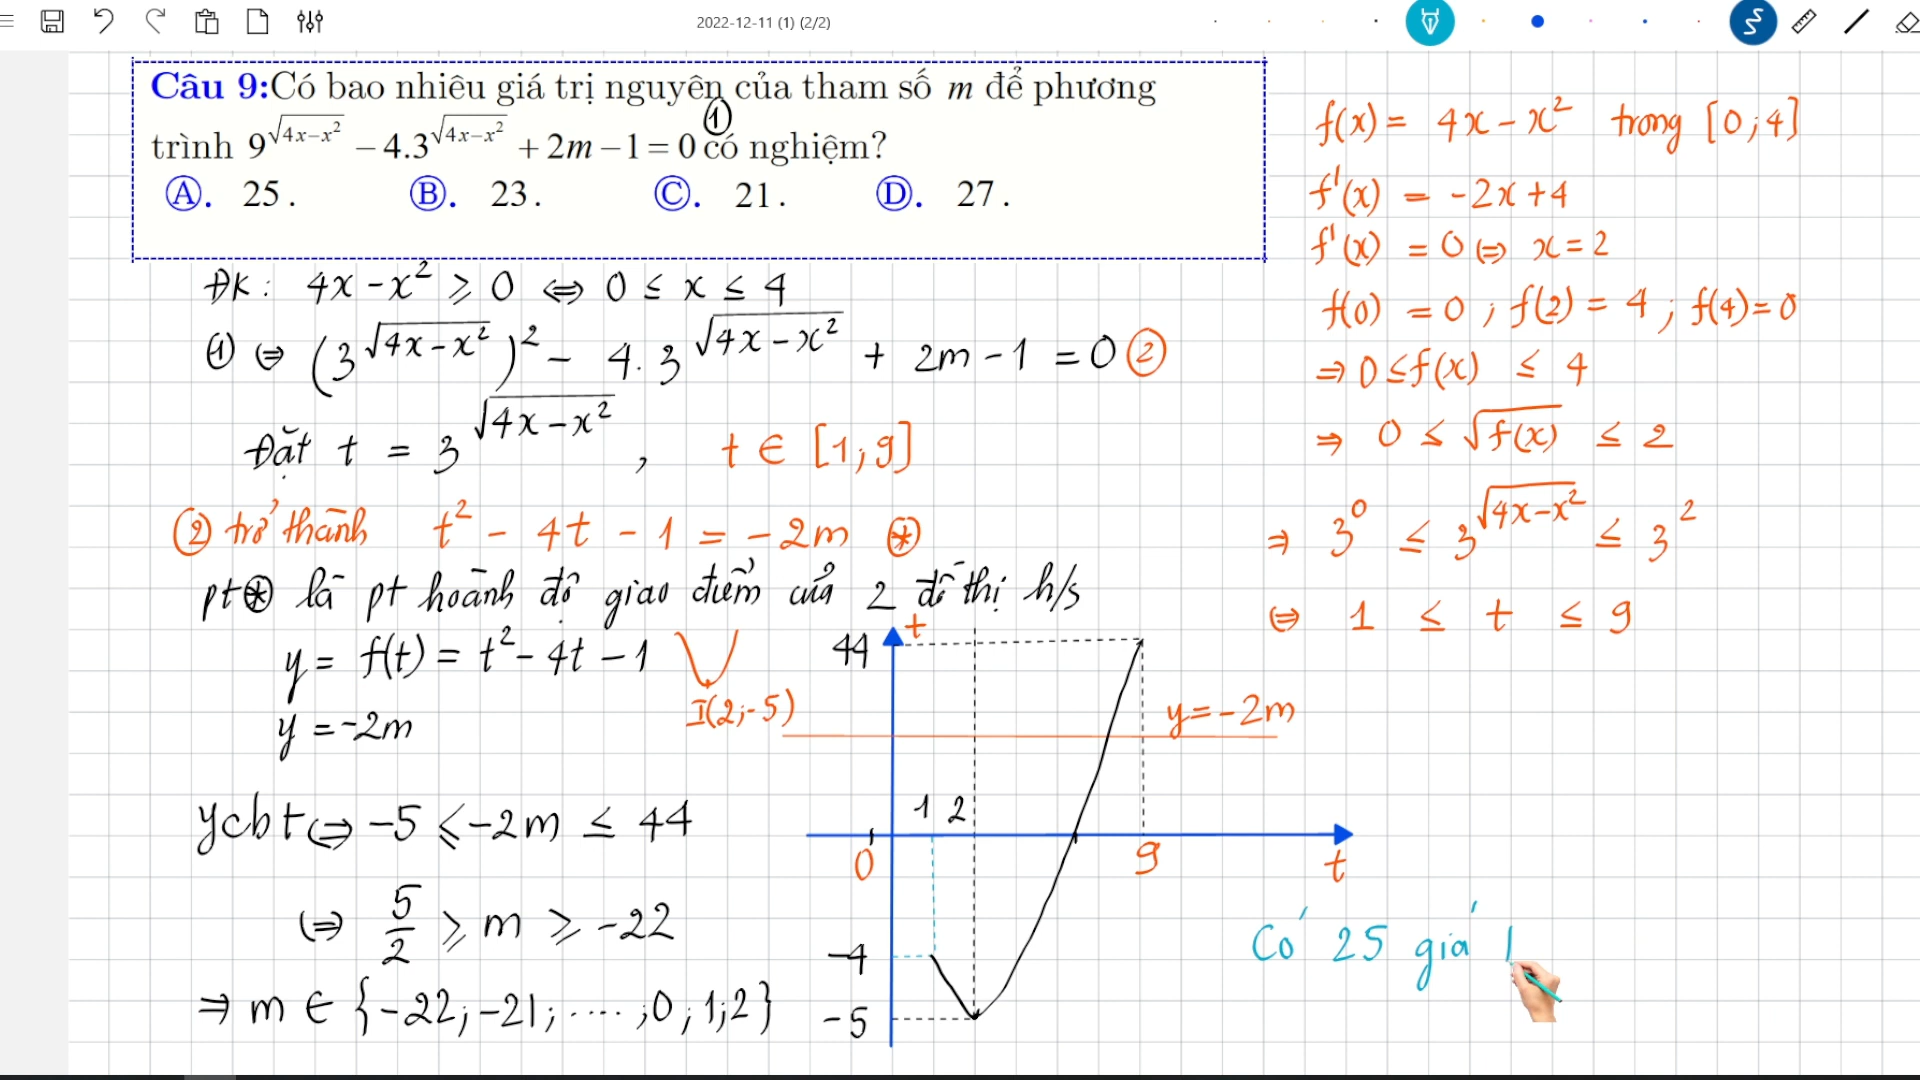 2022-12-11 (1) (2/2)
Câu 9:Có bao nhiêu giá trị nguyên của tham số m để phương
trình 9^{√(4x−x²)} − 4.3^{√(4x−x²)} + 2m − 1 = 0 ① có nghiệm?
Ⓐ. 25. Ⓑ. 23. Ⓒ. 21. Ⓓ. 27.
ĐK: 4x − x² ⩾ 0 ⇔ 0 ≤ x ≤ 4
① ⇔ (3^{√(4x−x²)})² − 4.3^{√(4x−x²)} + 2m − 1 = 0 ②
Đặt t = 3^{√(4x−x²)}, t ∈ [1;9]
② trở thành t² − 4t − 1 = −2m ⊛
pt ⊛ là pt hoành độ giao điểm của 2 đồ thị h/s
y = f(t) = t² − 4t − 1
I(2;−5)
y = −2m
ycbt ⇔ −5 ⩽ −2m ≤ 44
⇔ 5/2 ⩾ m ⩾ −22
⇒ m ∈ {−22;−21;....;0;1;2}
f(x) = 4x − x² trong [0;4]
f'(x) = −2x+4
f'(x) = 0 ⇔ x = 2
f(0) = 0; f(2) = 4; f(4)=0
⇒ 0 ≤ f(x) ≤ 4
⇒ 0 ≤ √f(x) ≤ 2
⇒ 3⁰ ≤ 3^{√(4x−x²)} ≤ 3²
⇔ 1 ≤ t ≤ 9
44
t
y=−2m
1 2
0
9
t
−4
−5
Có 25 giá